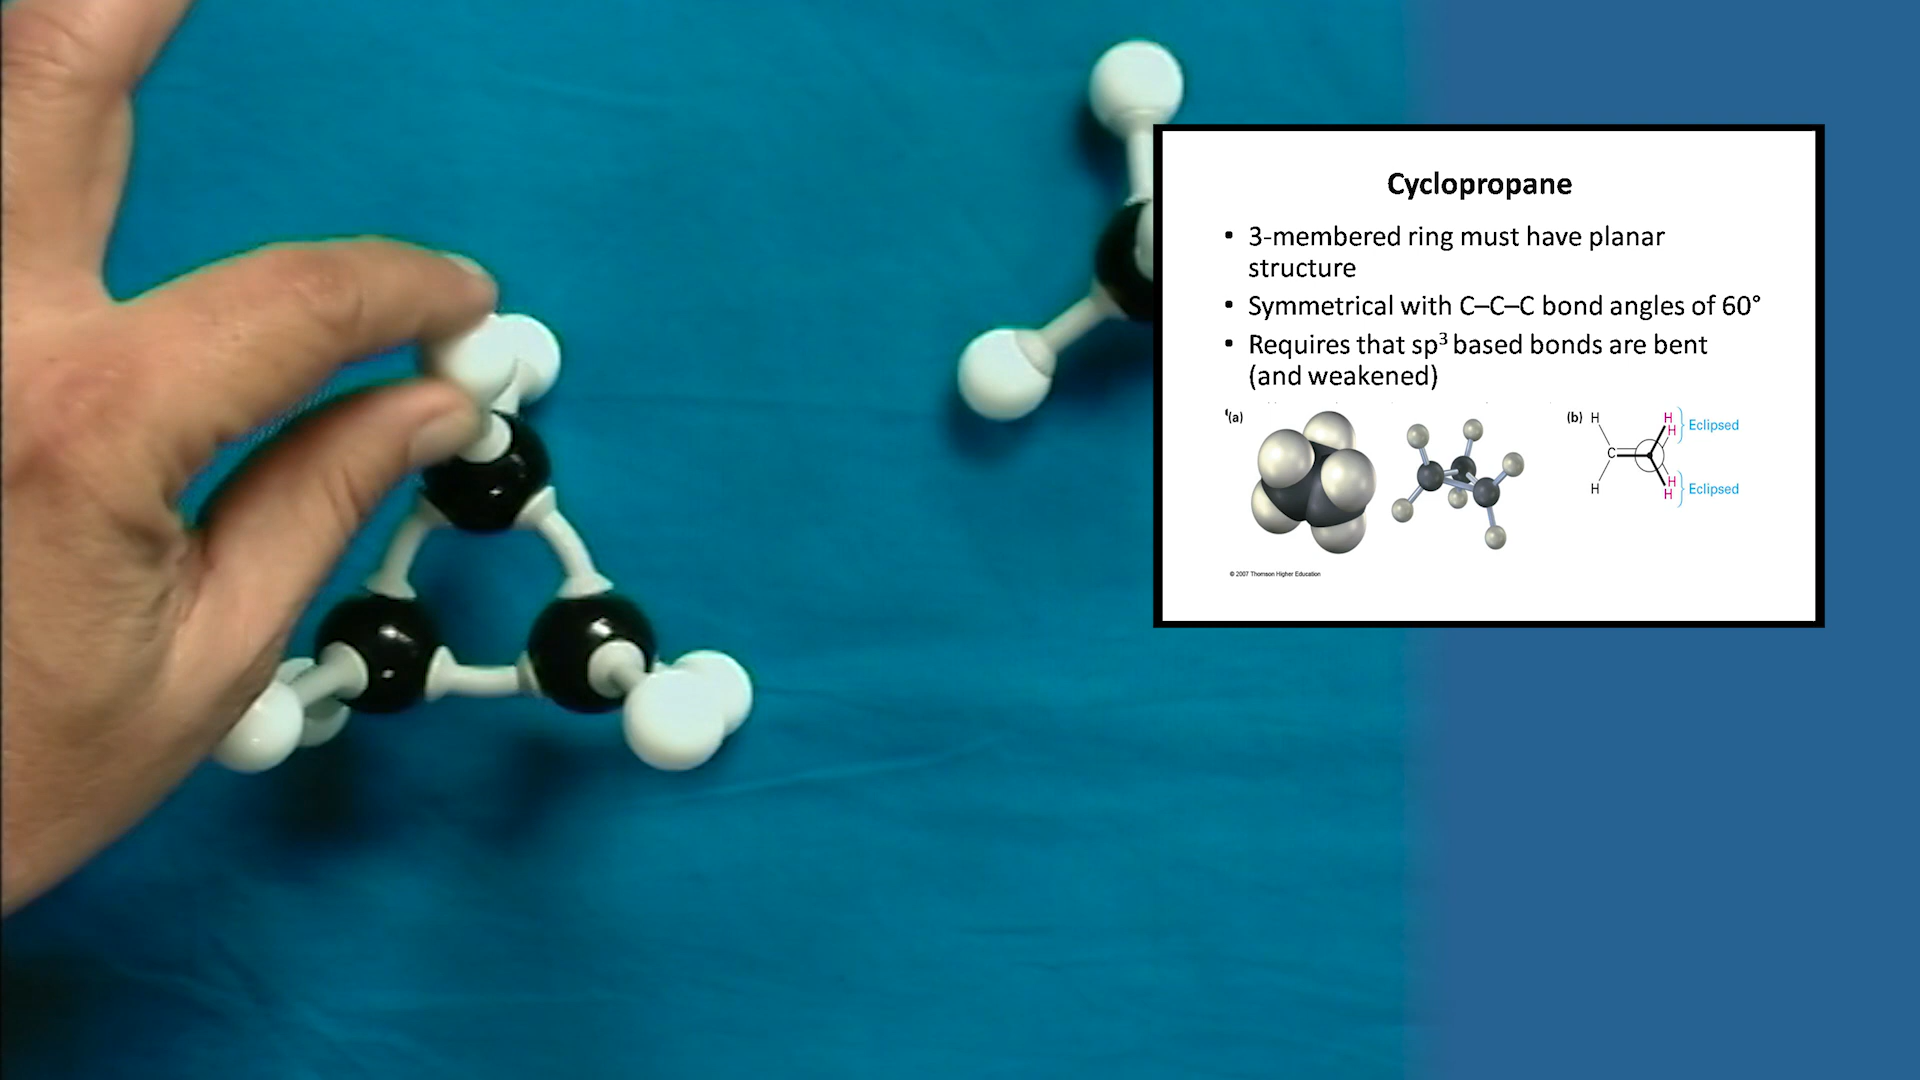 Cyclopropane
• 3-membered ring must have planar
structure
• Symmetrical with C–C–C bond angles of 60°
• Requires that sp³ based bonds are bent
(and weakened)
(a)
(b) H H
H } Eclipsed
C
H H
H } Eclipsed
© 2007 Thomson Higher Education